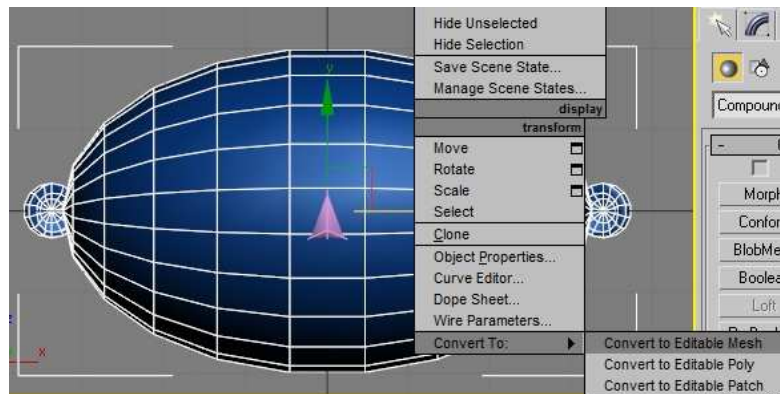 Hide Unselected
Hide Selection
Save Scene State...
Manage Scene States...
display
transform
Move
Rotate
Scale
Select
Clone
Object Properties...
Curve Editor...
Dope Sheet...
Wire Parameters...
Convert To:
Convert to Editable Mesh
Convert to Editable Poly
Convert to Editable Patch
y
x
Compound
-
Morph
Confor
BlobMe
Boolea
Loft